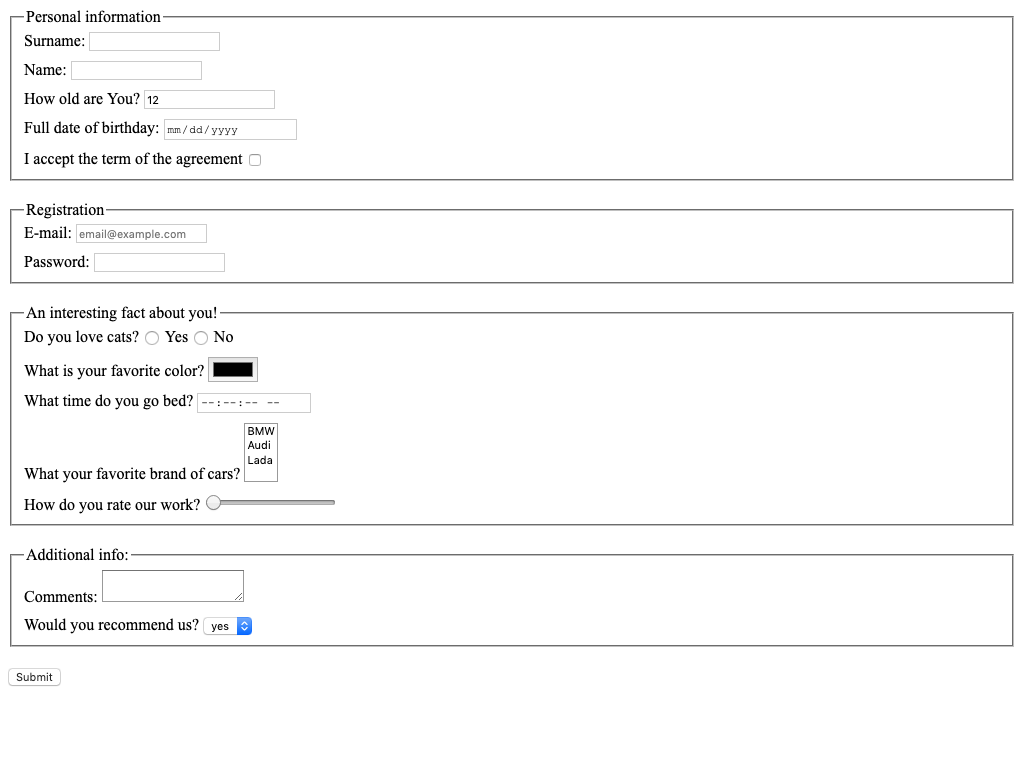 Personal information
Surname:
Name:
How old are You? 12
Full date of birthday: mm/dd/yyyy
I accept the term of the agreement
Registration
E-mail: email@example.com
Password:
An interesting fact about you!
Do you love cats? Yes No
What is your favorite color?
What time do you go bed? --:--:-- --
BMW
Audi
Lada
What your favorite brand of cars?
How do you rate our work?
Additional info:
Comments:
Would you recommend us? yes
Submit